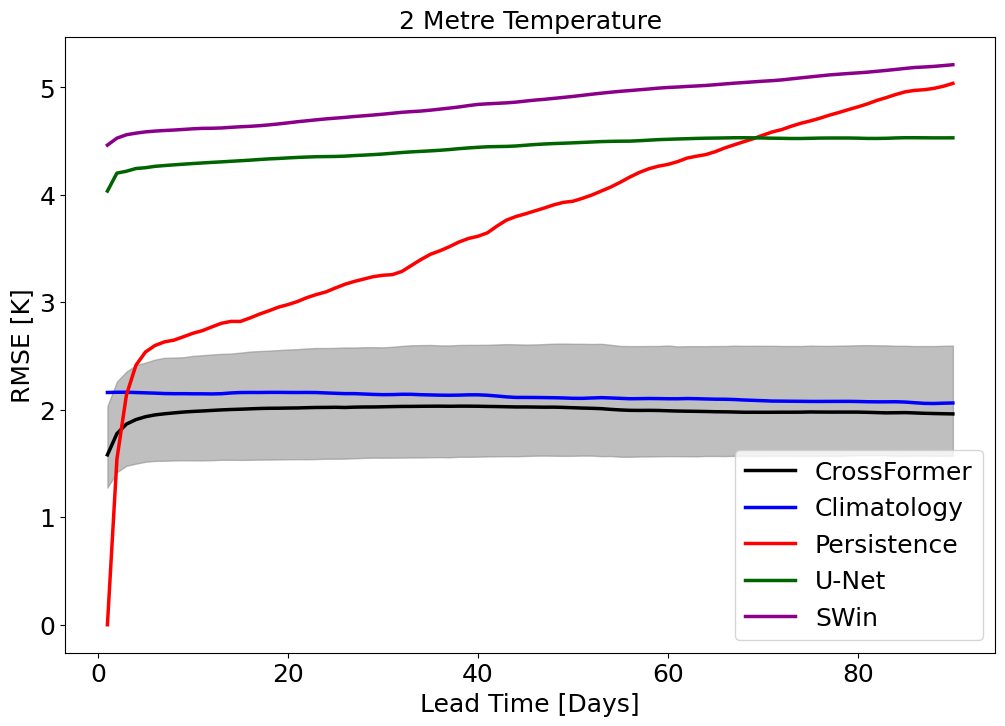 2 Metre Temperature
RMSE [K]
5
4
3
2
1
0
0 20 40 60 80
Lead Time [Days]
CrossFormer
Climatology
Persistence
U-Net
SWin